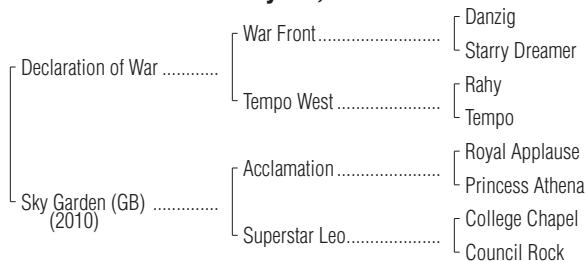 Declaration of War ............
War Front ....................
Danzig
Starry Dreamer
Tempo West ..................
Rahy
Tempo
Sky Garden (GB) ..............
(2010)
Acclamation ...................
Royal Applause
Princess Athena
Superstar Leo .................
College Chapel
Council Rock